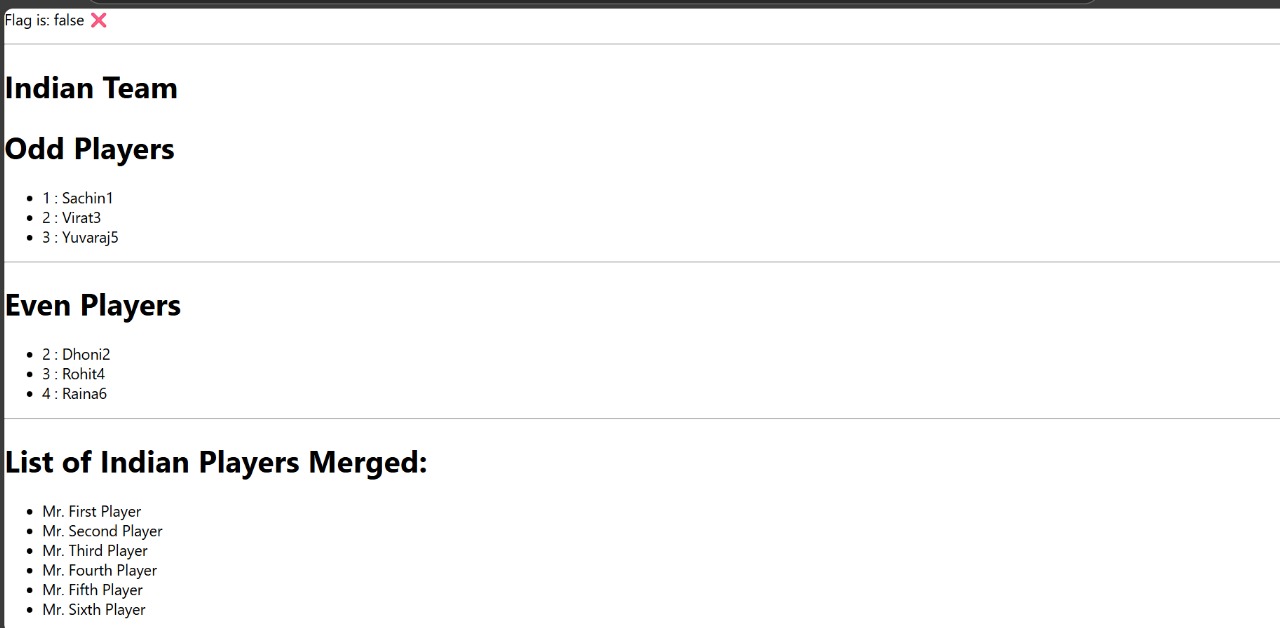 Flag is: false ❌
Indian Team
Odd Players
• 1 : Sachin1
• 2 : Virat3
• 3 : Yuvaraj5
Even Players
• 2 : Dhoni2
• 3 : Rohit4
• 4 : Raina6
List of Indian Players Merged:
• Mr. First Player
• Mr. Second Player
• Mr. Third Player
• Mr. Fourth Player
• Mr. Fifth Player
• Mr. Sixth Player